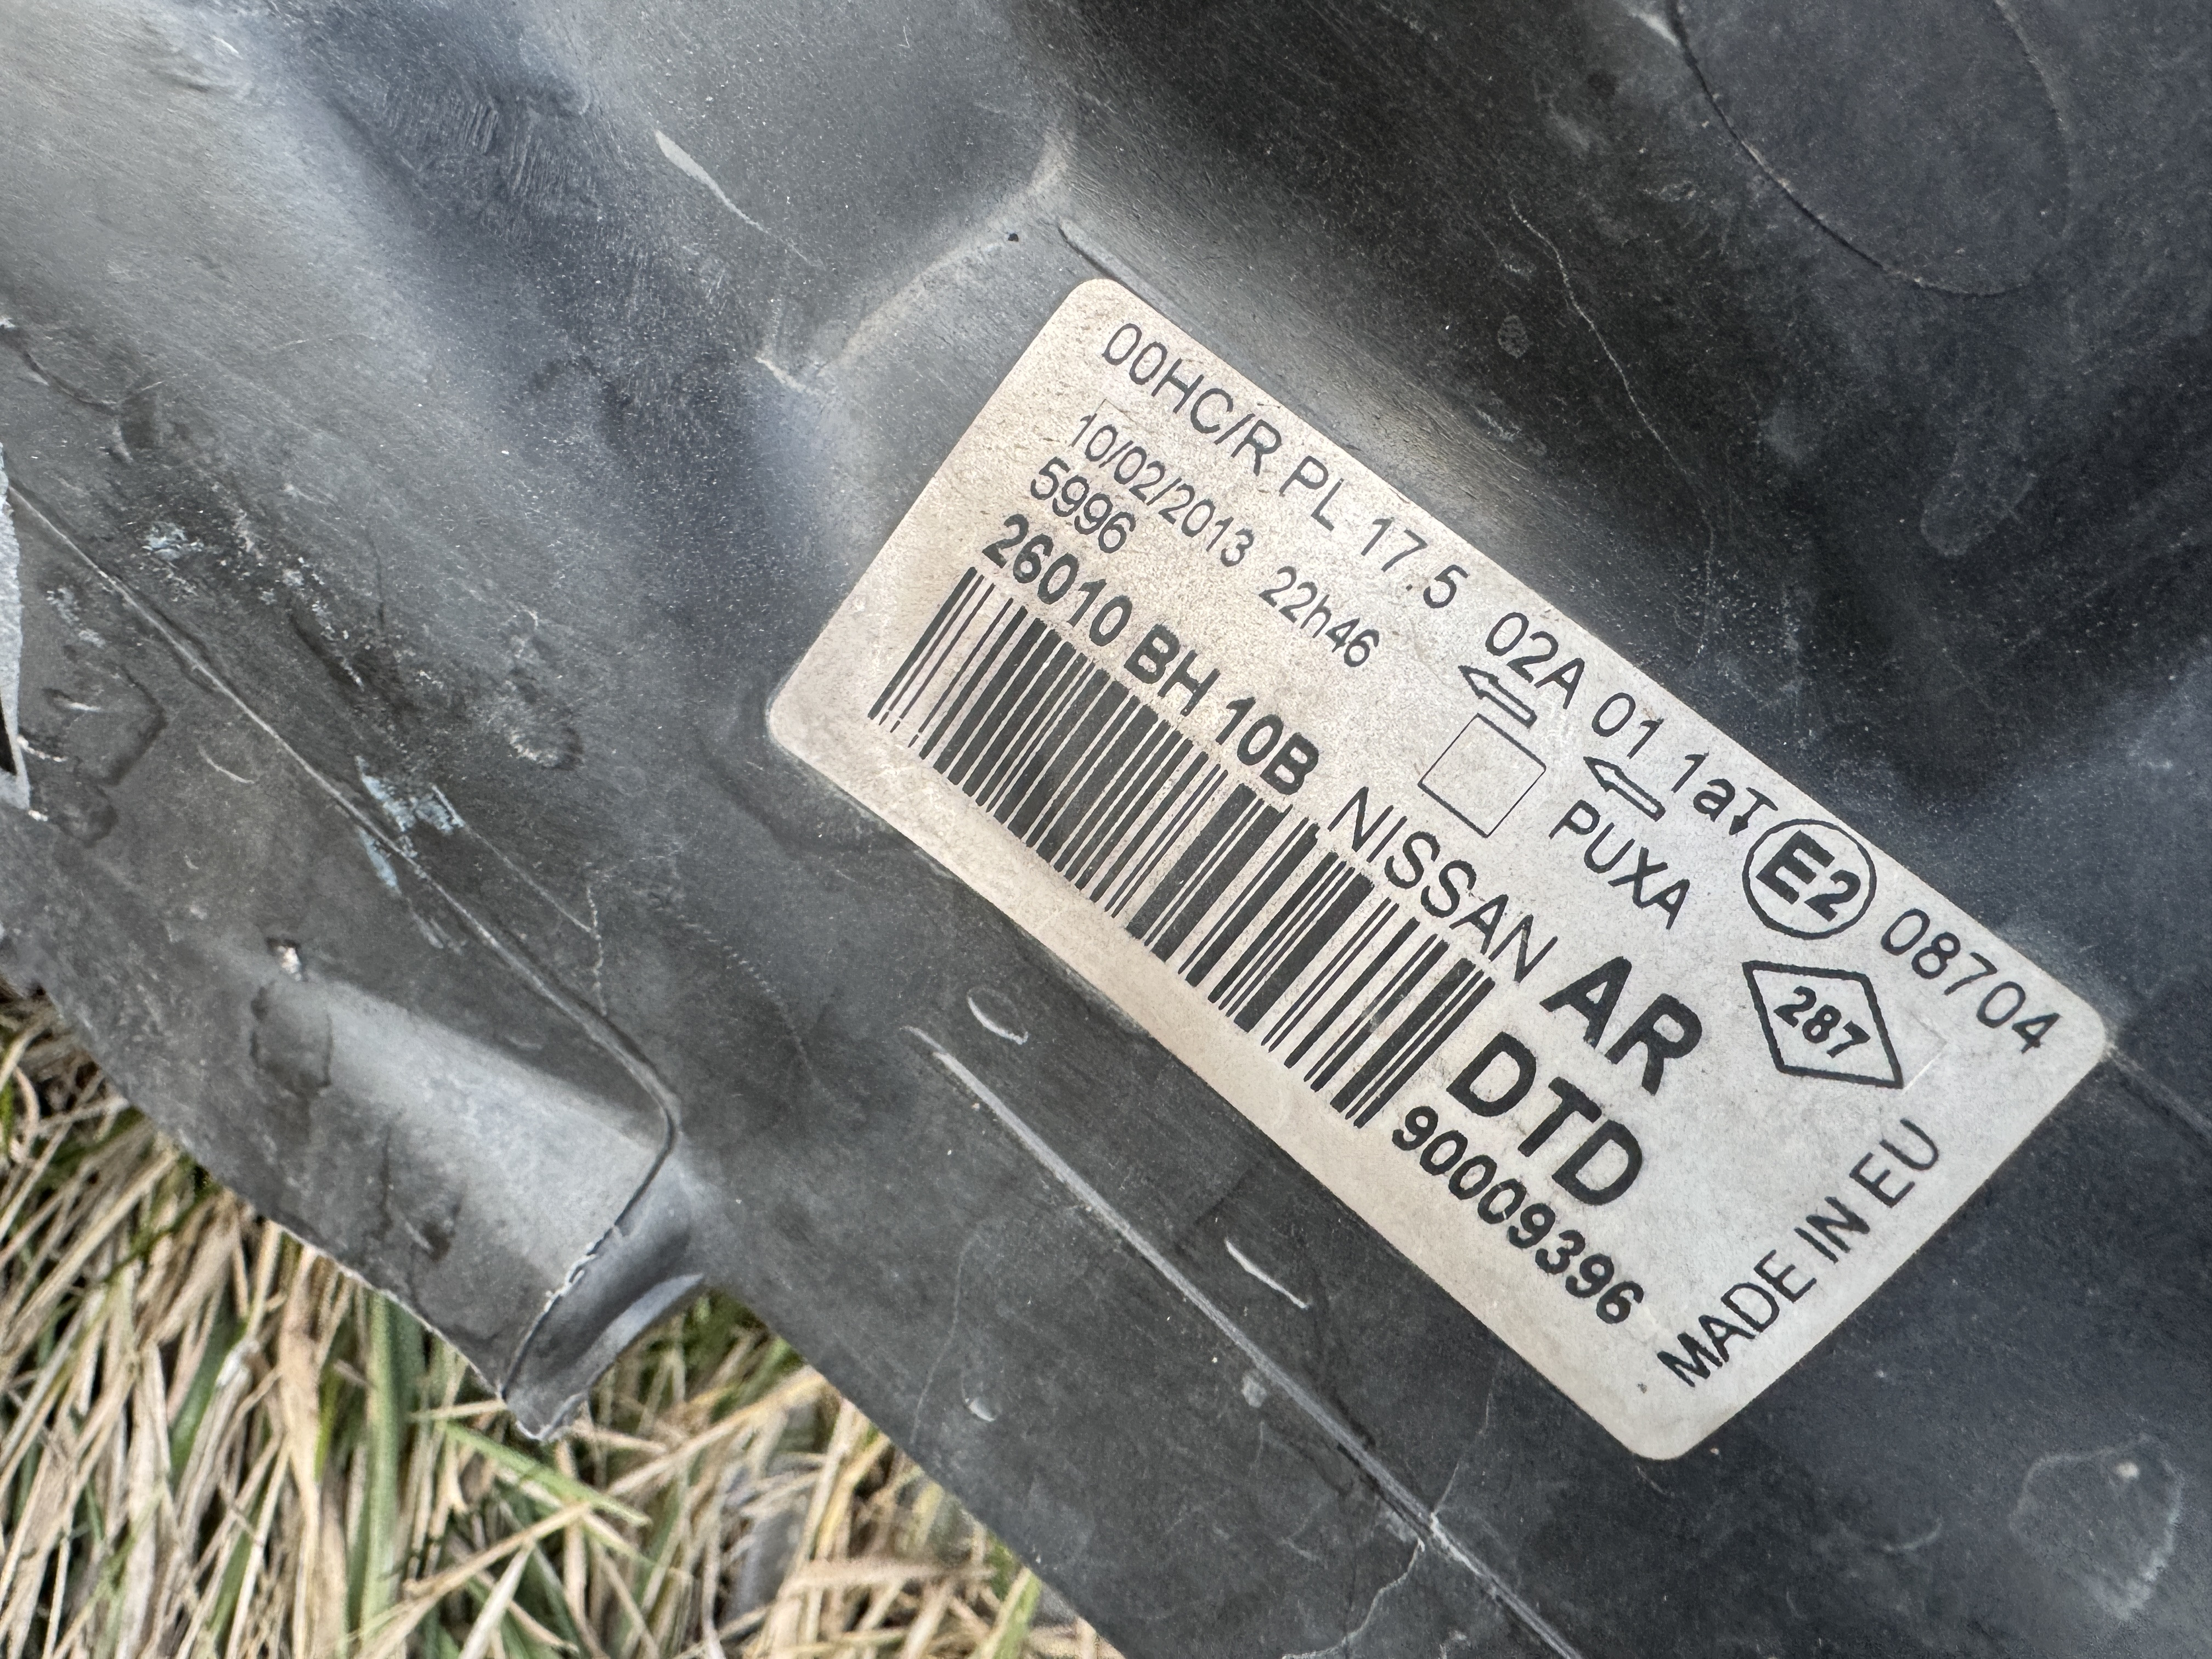 00HC/R PL 17.5 02A 01 1aT E2 08704
10/02/2013 22h46
5996
PUXA
287
26010 BH 10B NISSAN AR
DTD
90009396
MADE IN EU